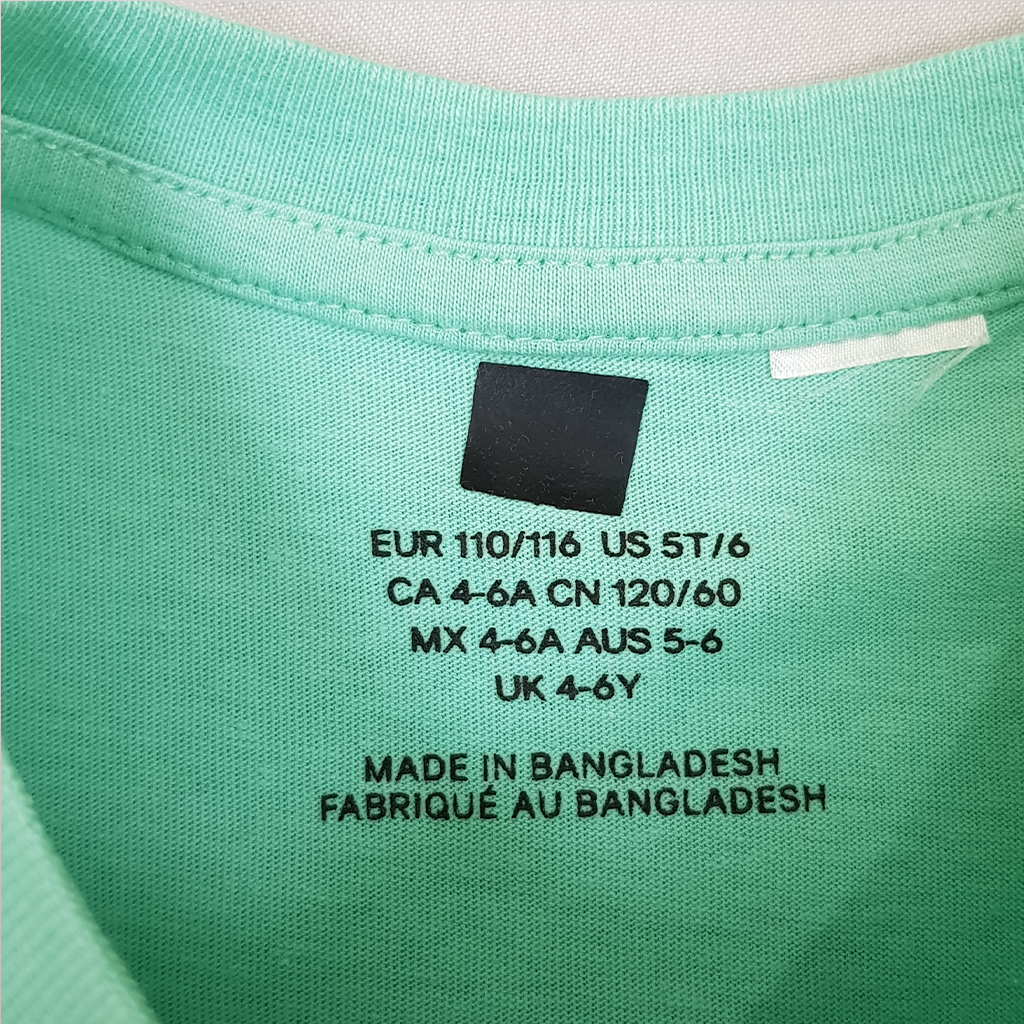 EUR 110/116 US 5T/6
CA 4-6A CN 120/60
MX 4-6A AUS 5-6
UK 4-6Y
MADE IN BANGLADESH
FABRIQUÉ AU BANGLADESH